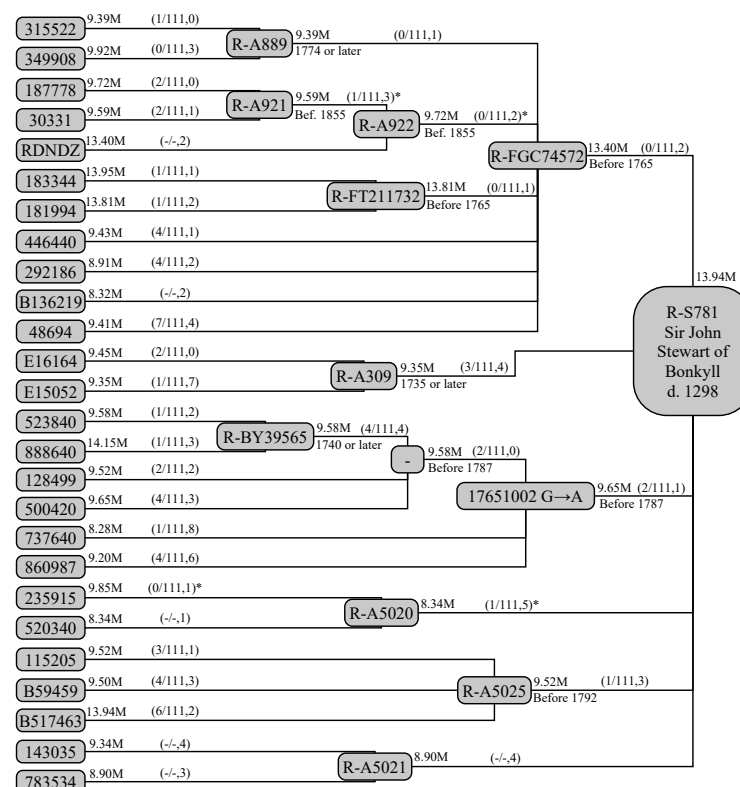 315522 9.39M (1/111,0)
349908 9.92M (0/111,3)
R-A889 9.39M (0/111,1)
1774 or later
187778 9.72M (2/111,0)
30331 9.59M (2/111,1)
R-A921 9.59M (1/111,3)*
Bef. 1855
RDNDZ 13.40M (-/-,2)
R-A922 9.72M (0/111,2)*
Bef. 1855
183344 13.95M (1/111,1)
181994 13.81M (1/111,2)
R-FT211732 13.81M (0/111,1)
Before 1765
446440 9.43M (4/111,1)
292186 8.91M (4/111,2)
B136219 8.32M (-/-,2)
48694 9.41M (7/111,4)
R-FGC74572 13.40M (0/111,2)
Before 1765
E16164 9.45M (2/111,0)
E15052 9.35M (1/111,7)
R-A309 9.35M (3/111,4)
1735 or later
523840 9.58M (1/111,2)
888640 14.15M (1/111,3)
R-BY39565 9.58M (4/111,4)
1740 or later
128499 9.52M (2/111,2)
500420 9.65M (4/111,3)
- 9.58M (2/111,0)
Before 1787
737640 8.28M (1/111,8)
860987 9.20M (4/111,6)
17651002 G→A 9.65M (2/111,1)
Before 1787
235915 9.85M (0/111,1)*
520340 8.34M (-/-,1)
R-A5020 8.34M (1/111,5)*
115205 9.52M (3/111,1)
B59459 9.50M (4/111,3)
B517463 13.94M (6/111,2)
R-A5025 9.52M (1/111,3)
Before 1792
143035 9.34M (-/-,4)
783534 8.90M (-/-,3)
R-A5021 8.90M (-/-,4)
13.94M
R-S781
Sir John
Stewart of
Bonkyll
d. 1298